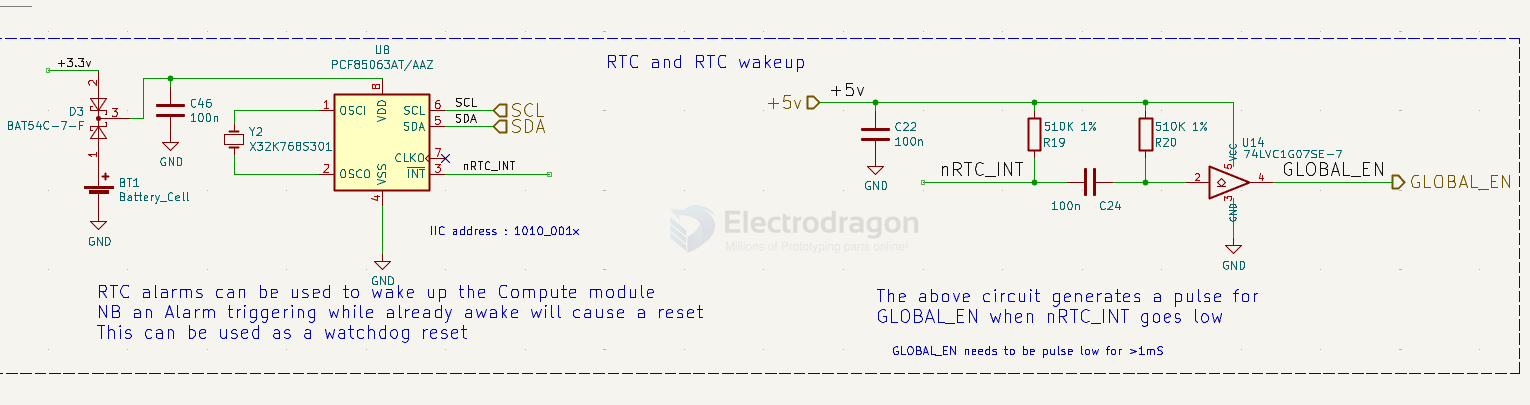 RTC and RTC wakeup
+3.3v
2
D3
3
BAT54C-7-F
1
BT1
Battery_Cell
GND
C46
100n
GND
U8
PCF85063AT/AAZ
8
VDD
1
OSCI
2
OSCO
SCL
6
SCL
SCL
SDA
5
SDA
SDA
CLKO
7
INT
3
nRTC_INT
VSS
4
GND
Y2
X32K768S301
IIC address : 1010_001x
RTC alarms can be used to wake up the Compute module
NB an Alarm triggering while already awake will cause a reset
This can be used as a watchdog reset
+5v
+5v
C22
100n
GND
510K 1%
R19
510K 1%
R20
nRTC_INT
100n
C24
U14
74LVC1G07SE-7
VCC
5
2
4
GND
3
GND
GLOBAL_EN
GLOBAL_EN
The above circuit generates a pulse for
GLOBAL_EN when nRTC_INT goes low
GLOBAL_EN needs to be pulse low for >1mS
Electrodragon
Millions of Prototyping parts online!